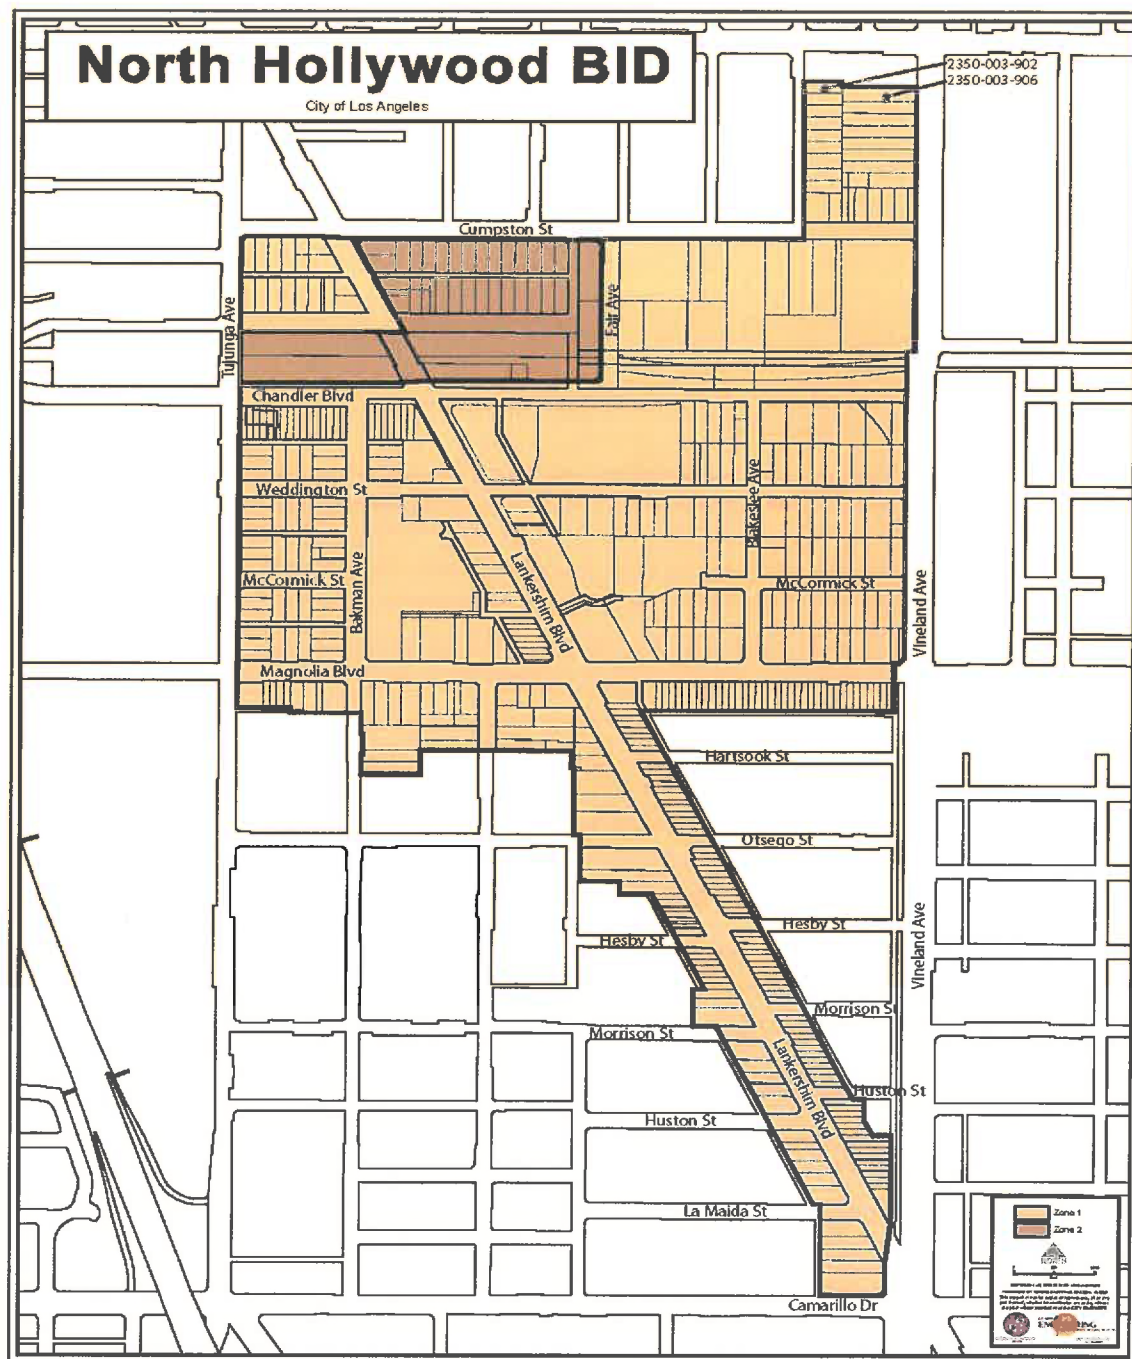 North Hollywood BID
City of Los Angeles
2350-003-902
2350-003-906
Cumpston St
Tujunga Ave
Fair Ave
Chandler Blvd
Weddington St
Blakeslee Ave
Lankershim Blvd
McCormick St
McCormick St
Bakman Ave
Vineland Ave
Magnolia Blvd
Hartsook St
Otsego St
Hesby St
Hesby St
Vineland Ave
Morrison St
Morrison St
Lankershim Blvd
Huston St
Huston St
La Maida St
Camarillo Dr
Zone 1
Zone 2